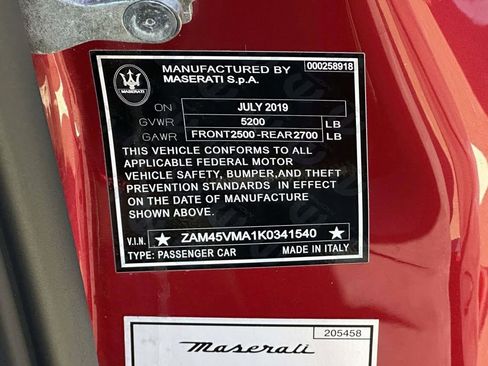 MANUFACTURED BY
MASERATI S.p.A.
000258918
MASERATI
ON JULY 2019
GVWR 5200 LB
GAWR FRONT2500-REAR2700 LB
THIS VEHICLE CONFORMS TO ALL
APPLICABLE FEDERAL MOTOR
VEHICLE SAFETY, BUMPER,AND THEFT
PREVENTION STANDARDS IN EFFECT
ON THE DATE OF MANUFACTURE
SHOWN ABOVE.
V.I.N. ★ ZAM45VMA1K0341540 ★
TYPE: PASSENGER CAR MADE IN ITALY
205458
Maserati